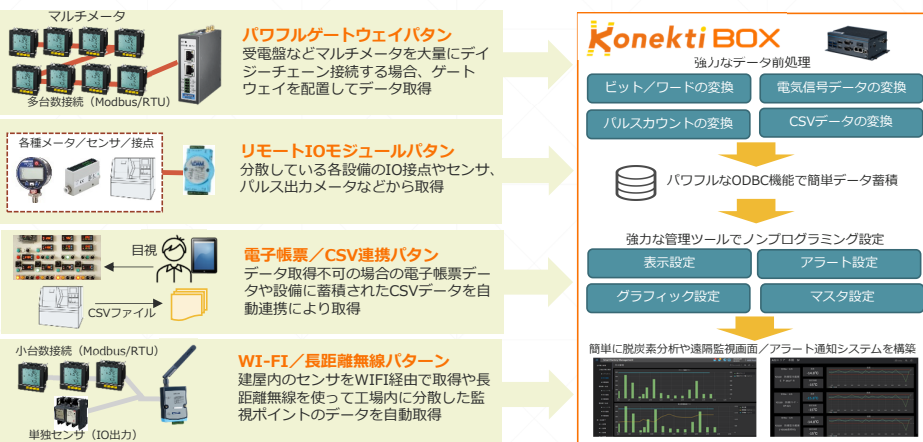 マルチメータ
多台数接続（Modbus/RTU）
パワフルゲートウェイパタン
受電盤などマルチメータを大量にデイ
ジーチェーン接続する場合、ゲート
ウェイを配置してデータ取得
各種メータ／センサ／接点
リモートIOモジュールパタン
分散している各設備のIO接点やセンサ、
パルス出力メータなどから取得
目視
CSVファイル
電子帳票／CSV連携パタン
データ取得不可の場合の電子帳票デー
タや設備に蓄積されたCSVデータを自
動連携により取得
小台数接続（Modbus/RTU）
単独センサ（IO出力）
WI-FI／長距離無線パターン
建屋内のセンサをWIFI経由で取得や長
距離無線を使って工場内に分散した監
視ポイントのデータを自動取得
Konekti BOX
強力なデータ前処理
ビット／ワードの変換
電気信号データの変換
パルスカウントの変換
CSVデータの変換
パワフルなODBC機能で簡単データ蓄積
強力な管理ツールでノンプログラミング設定
表示設定
アラート設定
グラフィック設定
マスタ設定
簡単に脱炭素分析や遠隔監視画面／アラート通知システムを構築